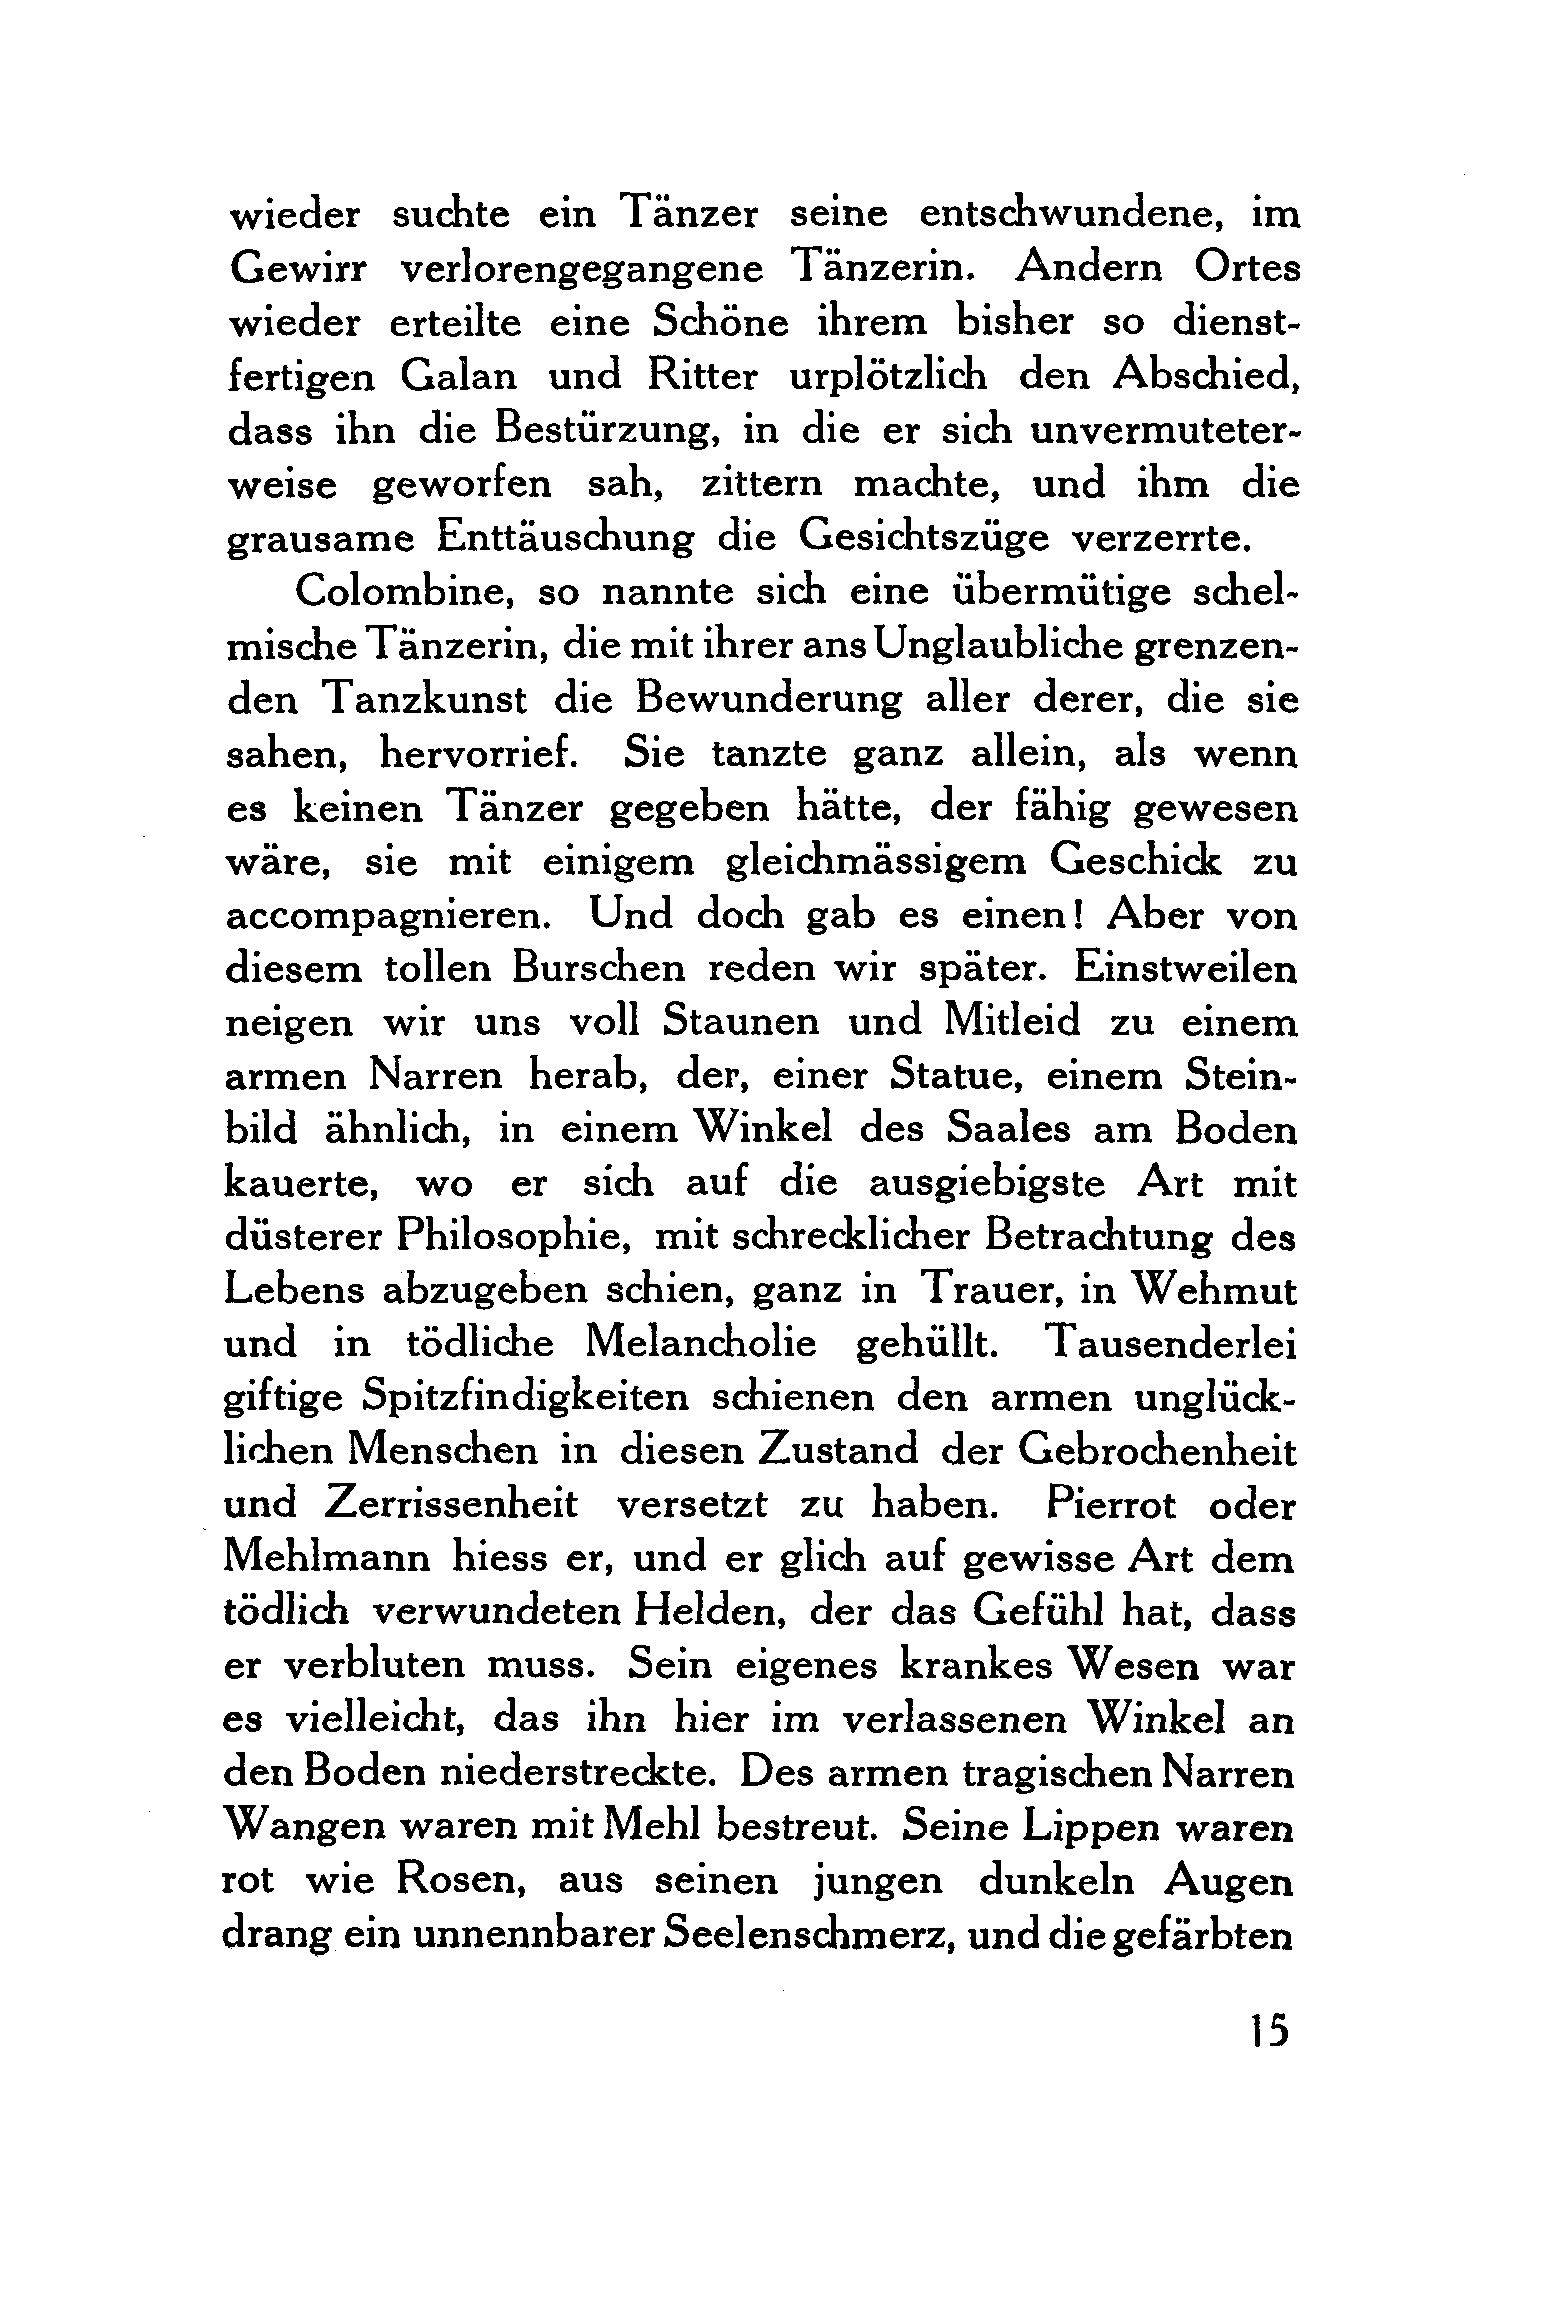 wieder suchte ein Tänzer seine entschwundene, im
Gewirr verlorengegangene Tänzerin. Andern Ortes
wieder erteilte eine Schöne ihrem bisher so dienst-
fertigen Galan und Ritter urplötzlich den Abschied,
dass ihn die Bestürzung, in die er sich unvermuteter-
weise geworfen sah, zittern machte, und ihm die
grausame Enttäuschung die Gesichtszüge verzerrte.
Colombine, so nannte sich eine übermütige schel-
mische Tänzerin, die mit ihrer ans Unglaubliche grenzen-
den Tanzkunst die Bewunderung aller derer, die sie
sahen, hervorrief. Sie tanzte ganz allein, als wenn
es keinen Tänzer gegeben hätte, der fähig gewesen
wäre, sie mit einigem gleichmässigem Geschick zu
accompagnieren. Und doch gab es einen! Aber von
diesem tollen Burschen reden wir später. Einstweilen
neigen wir uns voll Staunen und Mitleid zu einem
armen Narren herab, der, einer Statue, einem Stein-
bild ähnlich, in einem Winkel des Saales am Boden
kauerte, wo er sich auf die ausgiebigste Art mit
düsterer Philosophie, mit schrecklicher Betrachtung des
Lebens abzugeben schien, ganz in Trauer, in Wehmut
und in tödliche Melancholie gehüllt. Tausenderlei
giftige Spitzfindigkeiten schienen den armen unglück-
lichen Menschen in diesen Zustand der Gebrochenheit
und Zerrissenheit versetzt zu haben. Pierrot oder
Mehlmann hiess er, und er glich auf gewisse Art dem
tödlich verwundeten Helden, der das Gefühl hat, dass
er verbluten muss. Sein eigenes krankes Wesen war
es vielleicht, das ihn hier im verlassenen Winkel an
den Boden niederstreckte. Des armen tragischen Narren
Wangen waren mit Mehl bestreut. Seine Lippen waren
rot wie Rosen, aus seinen jungen dunkeln Augen
drang ein unnennbarer Seelenschmerz, und die gefärbten
15